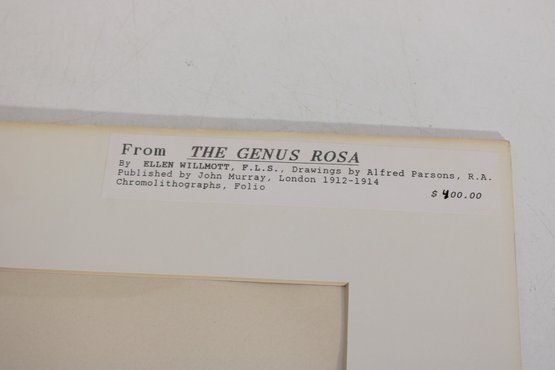 From THE GENUS ROSA
By ELLEN WILLMOTT, F.L.S., Drawings by Alfred Parsons, R.A.
Published by John Murray, London 1912-1914
Chromolithographs, Folio
$ 400.00